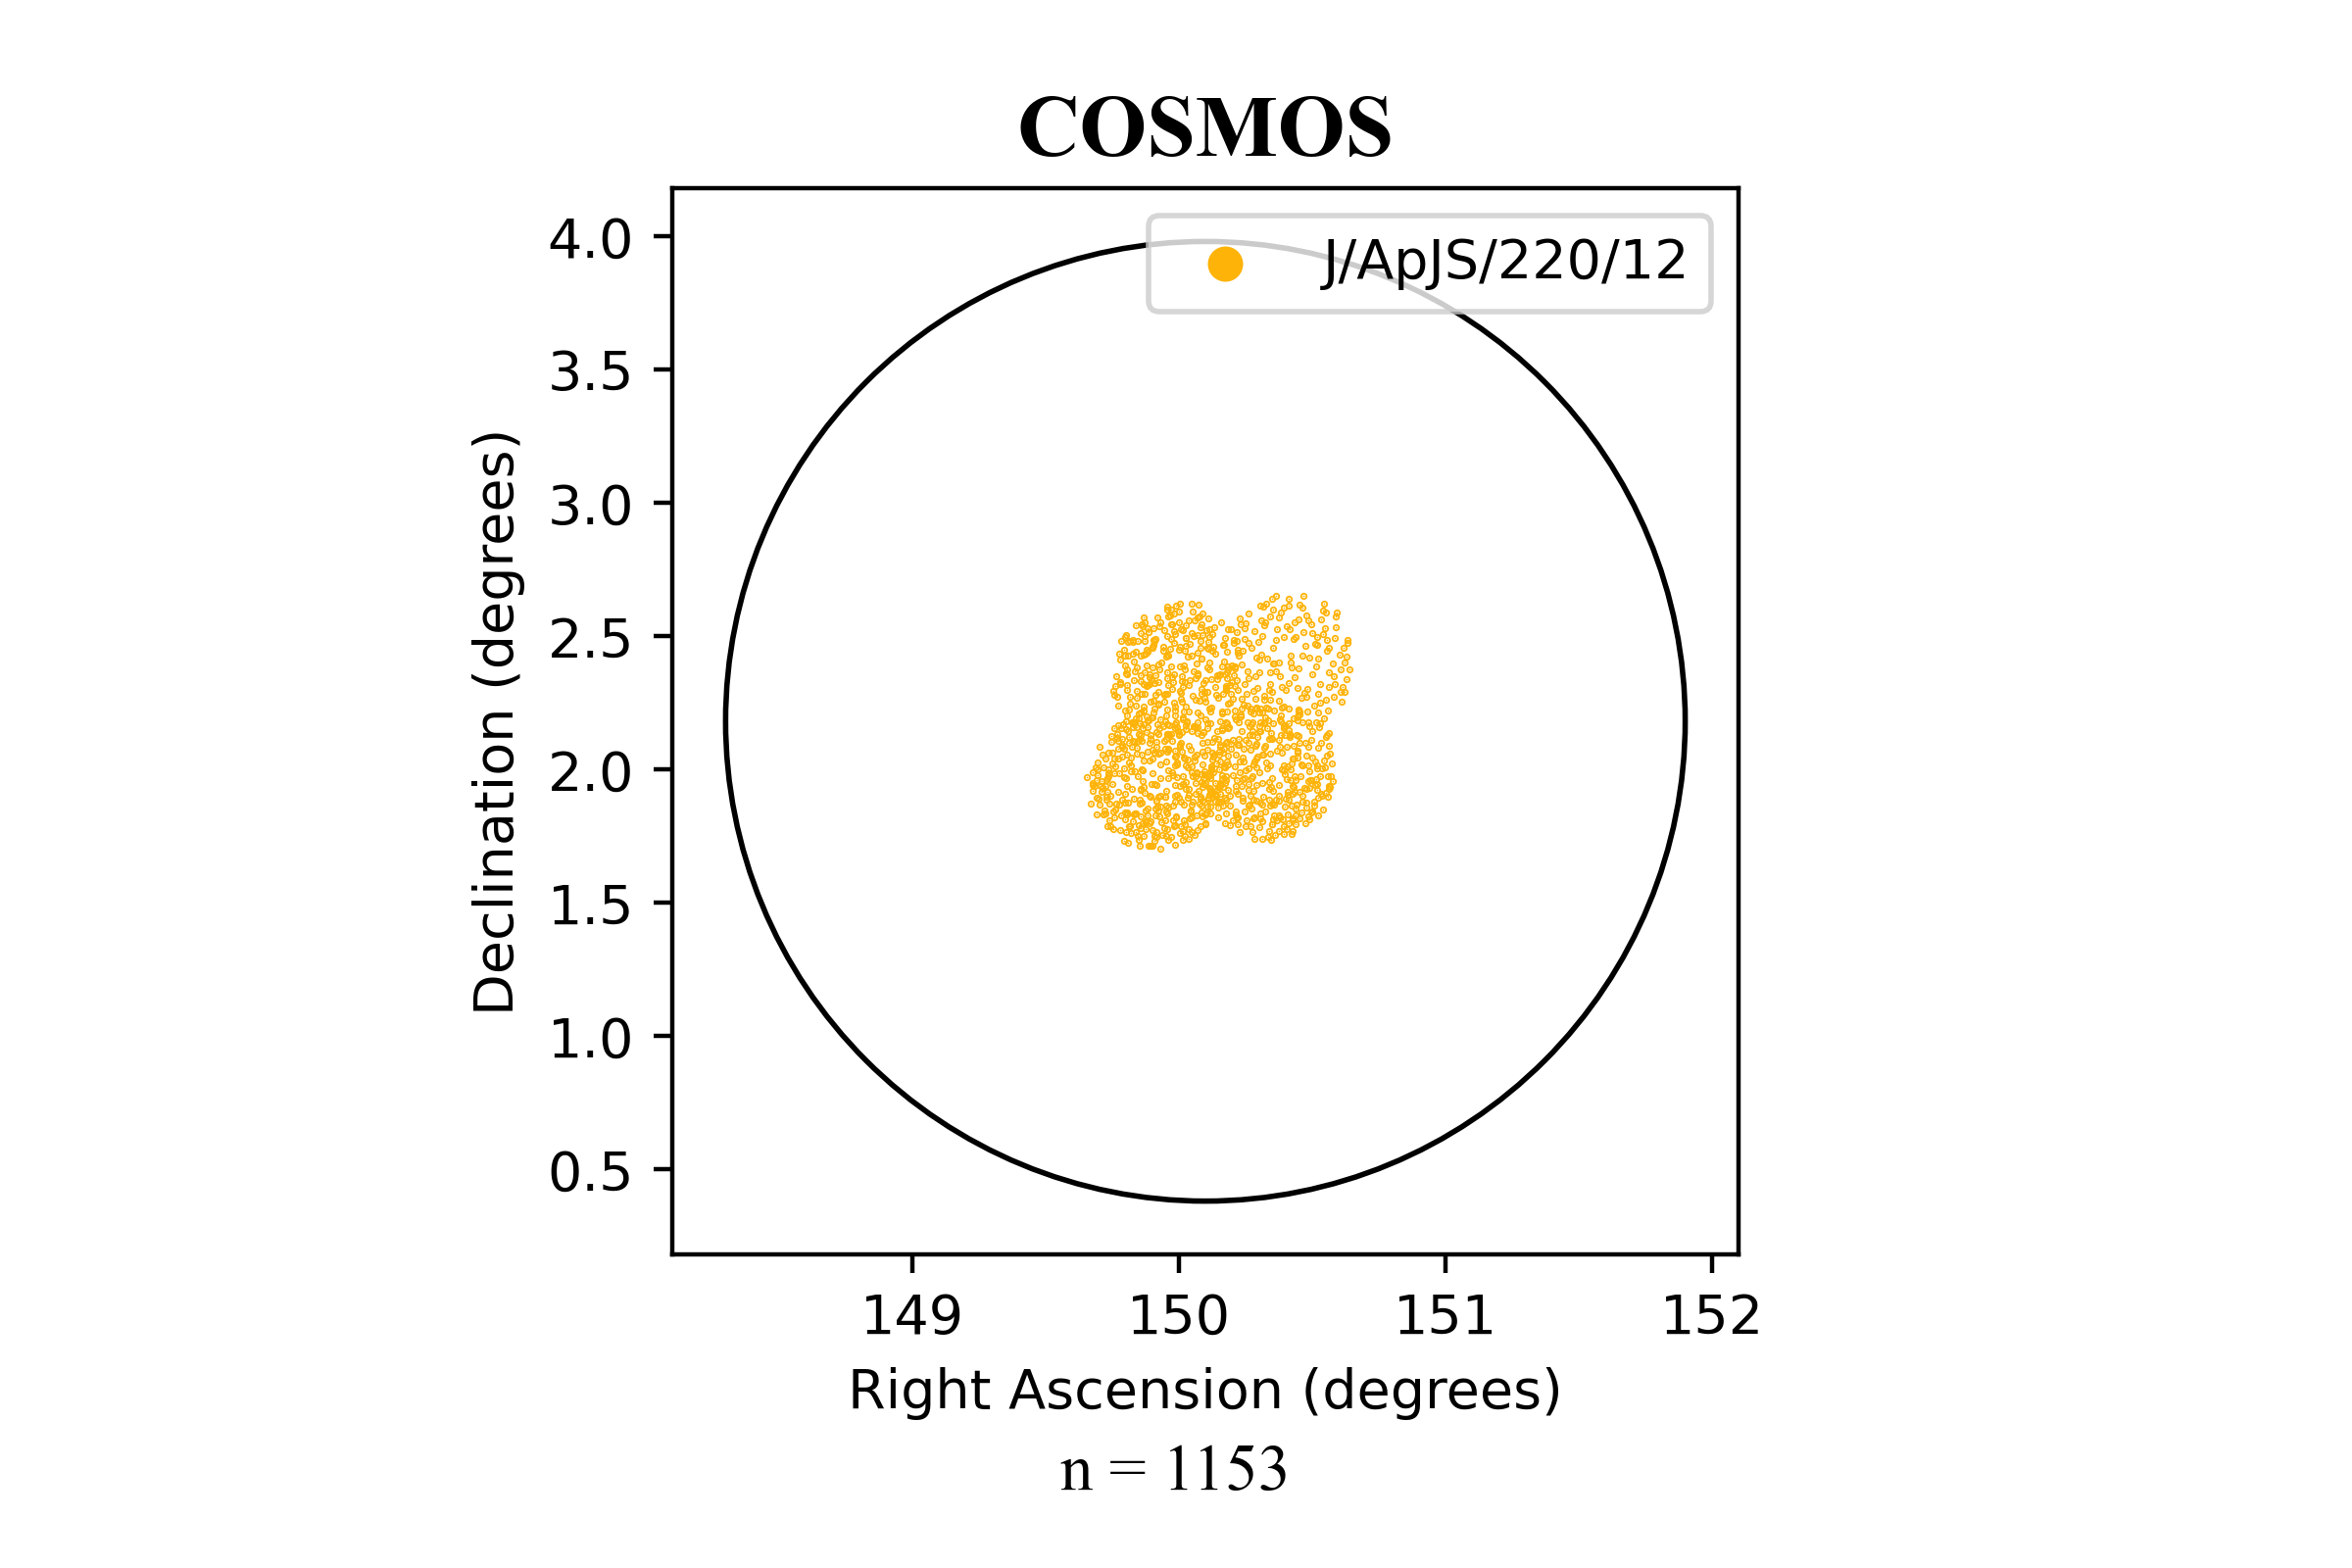 COSMOS
J/ApJS/220/12
4.0
3.5
3.0
2.5
2.0
1.5
1.0
0.5
Declination (degrees)
149 150 151 152
Right Ascension (degrees)
n = 1153